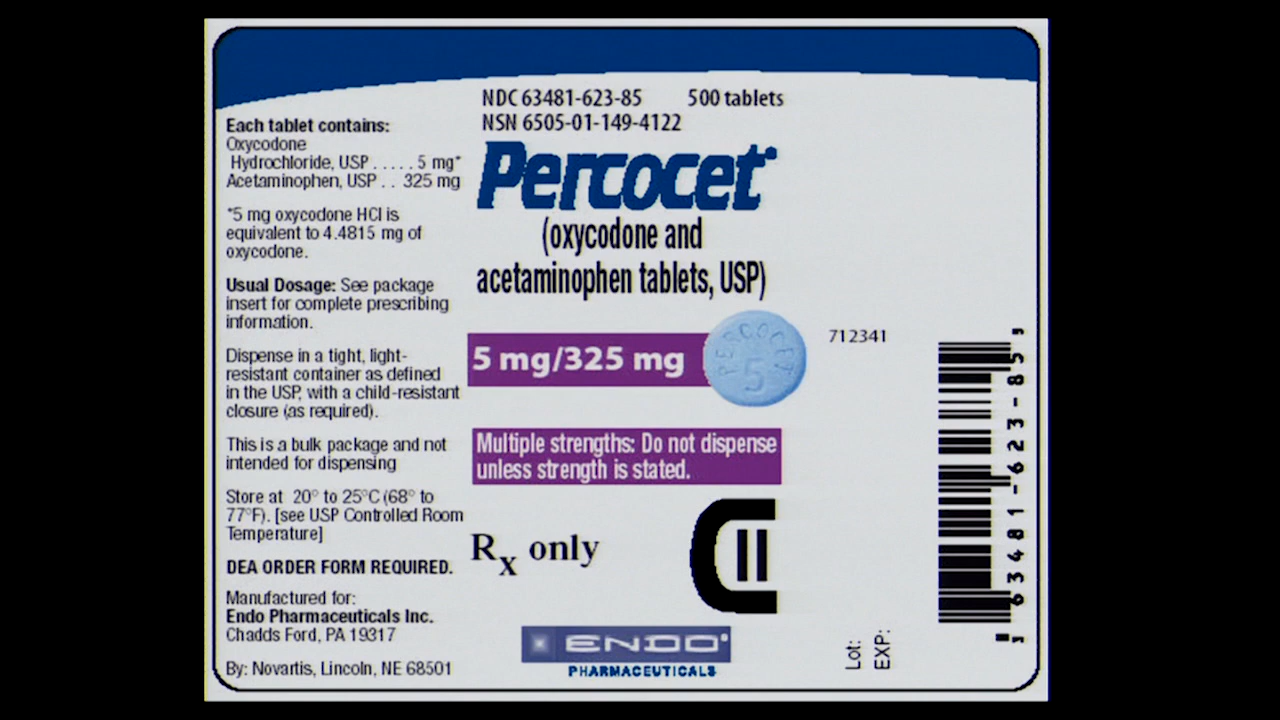 NDC 63481-623-85 500 tablets
NSN 6505-01-149-4122
Percocet®
(oxycodone and
acetaminophen tablets, USP)
5 mg/325 mg
PERCOCET
5
Multiple strengths: Do not dispense
unless strength is stated.
CII
Rx only
ENDO®
PHARMACEUTICALS
Each tablet contains:
Oxycodone
Hydrochloride, USP ..... 5 mg*
Acetaminophen, USP .. 325 mg
*5 mg oxycodone HCl is
equivalent to 4.4815 mg of
oxycodone.
Usual Dosage: See package
insert for complete prescribing
information.
Dispense in a tight, light-
resistant container as defined
in the USP, with a child-resistant
closure (as required).
This is a bulk package and not
intended for dispensing
Store at 20° to 25°C (68° to
77°F). [see USP Controlled Room
Temperature]
DEA ORDER FORM REQUIRED.
Manufactured for:
Endo Pharmaceuticals Inc.
Chadds Ford, PA 19317
By: Novartis, Lincoln, NE 68501
712341
3 63481-623-85 5
Lot:
EXP: